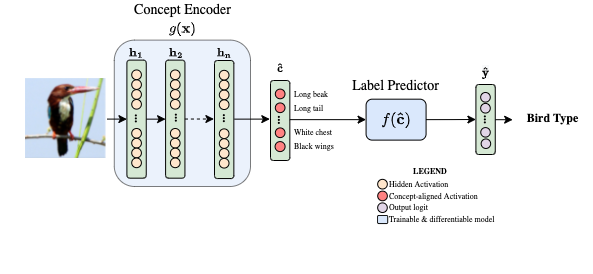 Concept Encoder
g(x)
h₁ h₂ hₙ
ĉ
Long beak
Long tail
White chest
Black wings
Label Predictor
f(ĉ)
ŷ
Bird Type
LEGEND
Hidden Activation
Concept-aligned Activation
Output logit
Trainable & differentiable model